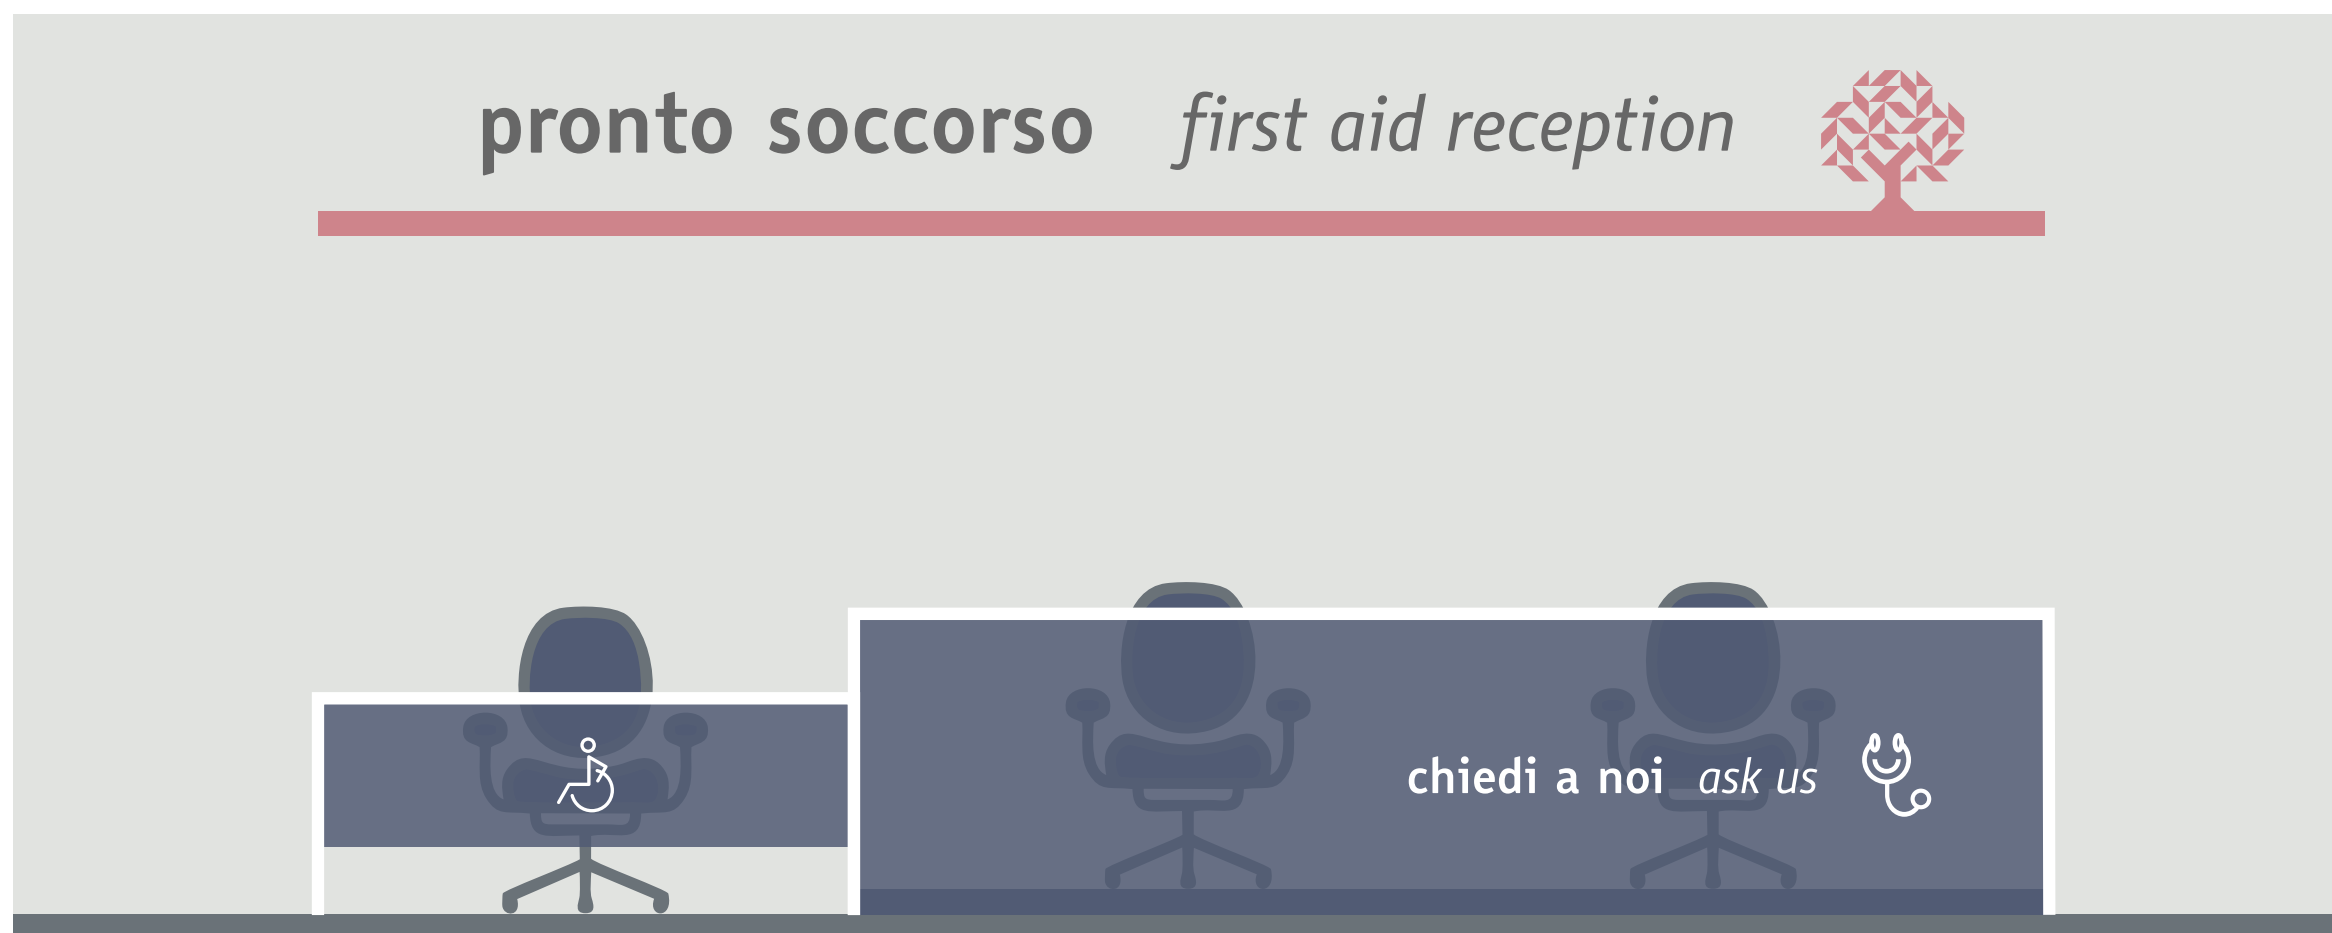 pronto soccorso first aid reception
chiedi a noi ask us